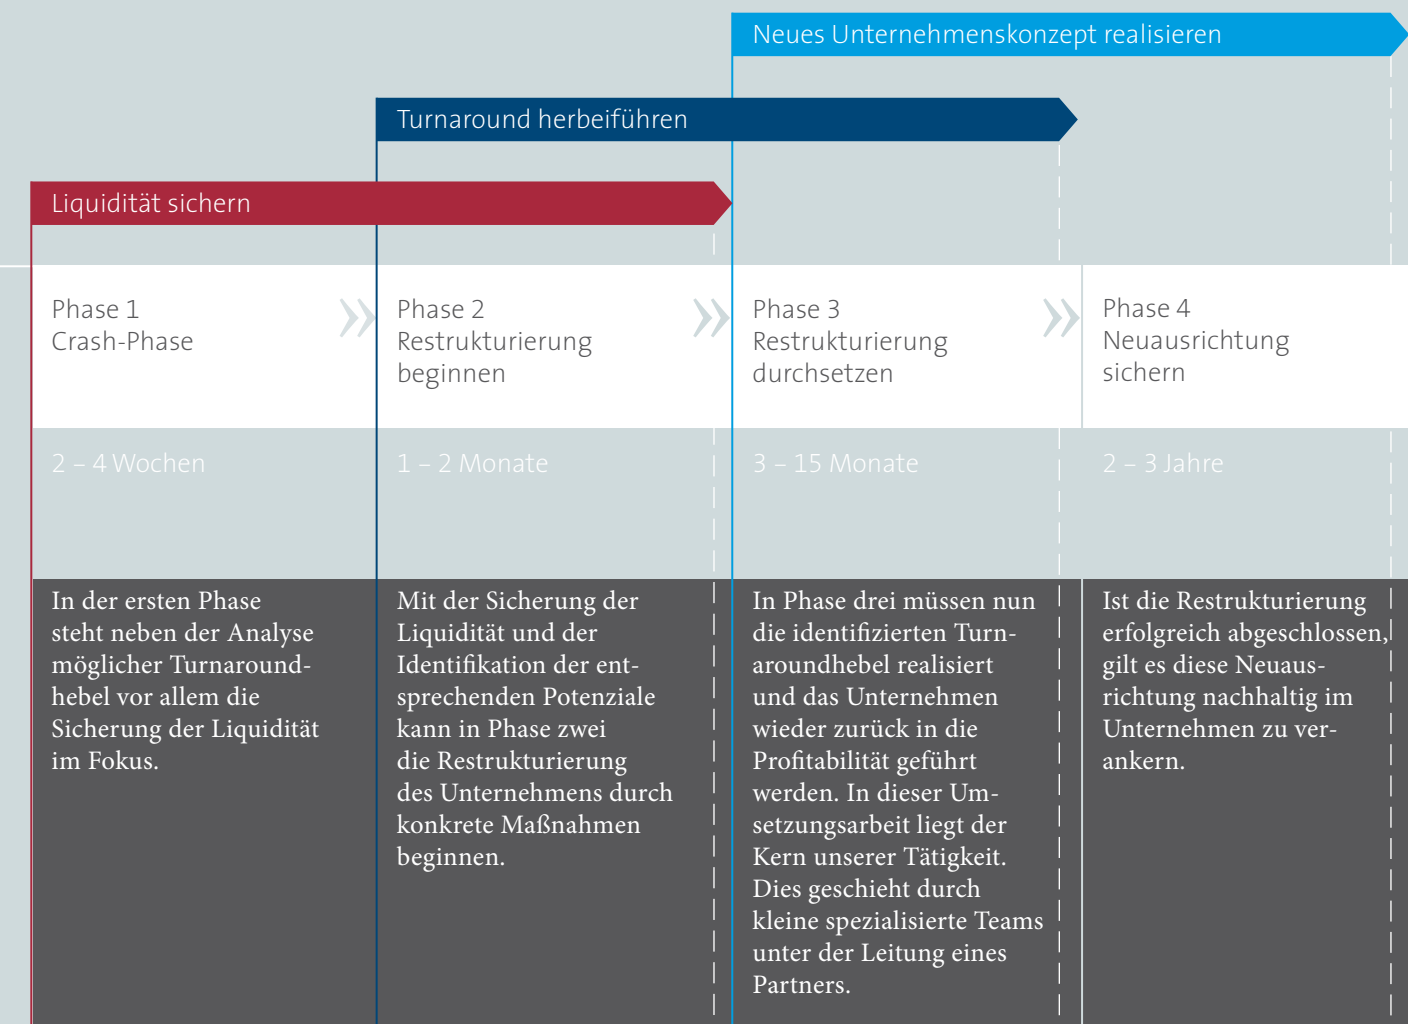 Neues Unternehmenskonzept realisieren
Turnaround herbeiführen
Liquidität sichern
Phase 1
Crash-Phase
Phase 2
Restrukturierung
beginnen
Phase 3
Restrukturierung
durchsetzen
Phase 4
Neuausrichtung
sichern
2 – 4 Wochen
1 – 2 Monate
3 – 15 Monate
2 – 3 Jahre
In der ersten Phase
steht neben der Analyse
möglicher Turnaround-
hebel vor allem die
Sicherung der Liquidität
im Fokus.
Mit der Sicherung der
Liquidität und der
Identifikation der ent-
sprechenden Potenziale
kann in Phase zwei
die Restrukturierung
des Unternehmens durch
konkrete Maßnahmen
beginnen.
In Phase drei müssen nun
die identifizierten Turn-
aroundhebel realisiert
und das Unternehmen
wieder zurück in die
Profitabilität geführt
werden. In dieser Um-
setzungsarbeit liegt der
Kern unserer Tätigkeit.
Dies geschieht durch
kleine spezialisierte Teams
unter der Leitung eines
Partners.
Ist die Restrukturierung
erfolgreich abgeschlossen,
gilt es diese Neuaus-
richtung nachhaltig im
Unternehmen zu ver-
ankern.